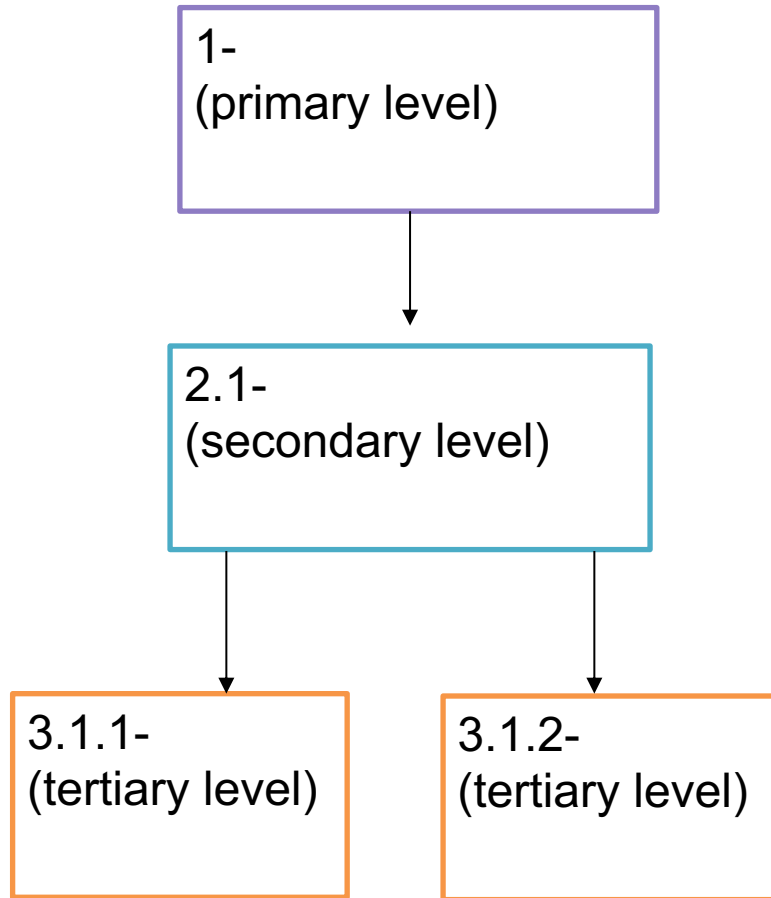 1-
(primary level)
2.1-
(secondary level)
3.1.1-
(tertiary level)
3.1.2-
(tertiary level)